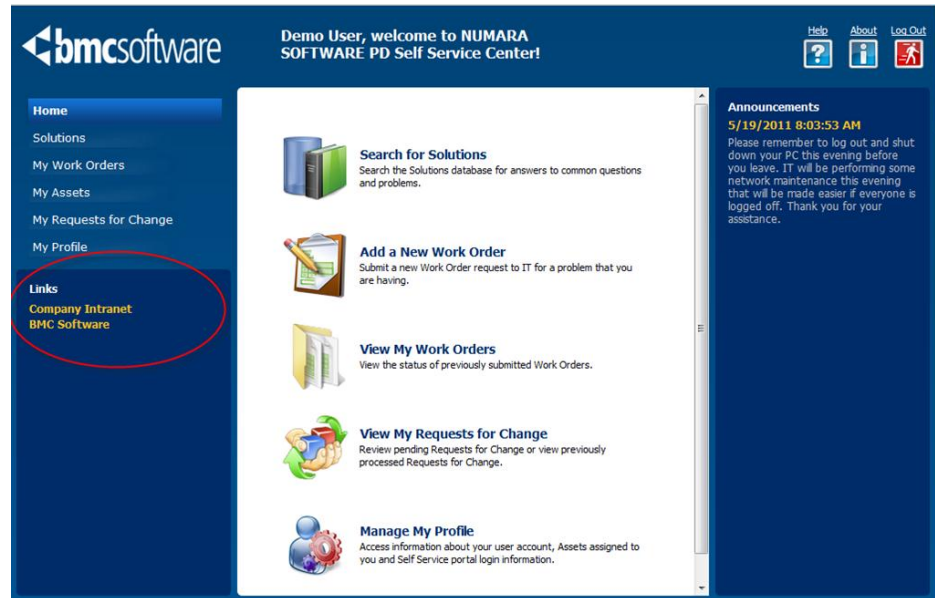 bmcsoftware
Demo User, welcome to NUMARA
SOFTWARE PD Self Service Center!
Help
About
Log Out
Home
Solutions
My Work Orders
My Assets
My Requests for Change
My Profile
Links
Company Intranet
BMC Software
Search for Solutions
Search the Solutions database for answers to common questions
and problems.
Add a New Work Order
Submit a new Work Order request to IT for a problem that you
are having.
View My Work Orders
View the status of previously submitted Work Orders.
View My Requests for Change
Review pending Requests for Change or view previously
processed Requests for Change.
Manage My Profile
Access information about your user account, Assets assigned to
you and Self Service portal login information.
Announcements
5/19/2011 8:03:53 AM
Please remember to log out and shut
down your PC this evening before
you leave. IT will be performing some
network maintenance this evening
that will be made easier if everyone is
logged off. Thank you for your
assistance.